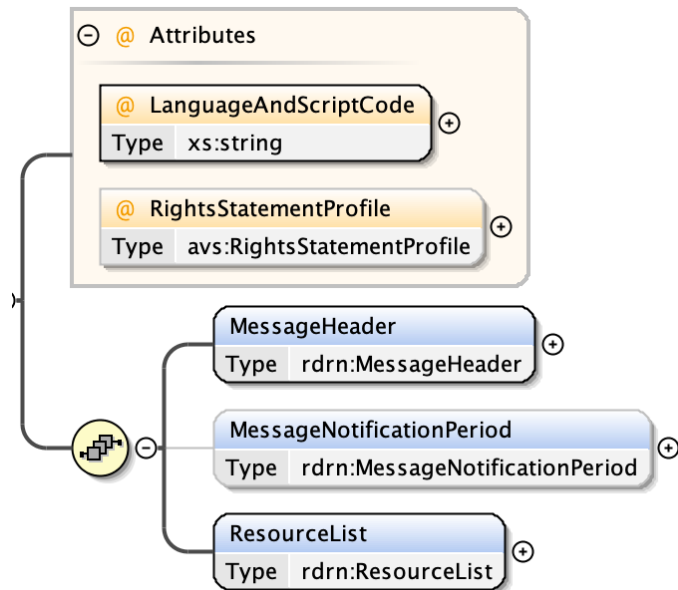 @ Attributes
@ LanguageAndScriptCode
Type xs:string
@ RightsStatementProfile
Type avs:RightsStatementProfile
MessageHeader
Type rdrn:MessageHeader
MessageNotificationPeriod
Type rdrn:MessageNotificationPeriod
ResourceList
Type rdrn:ResourceList